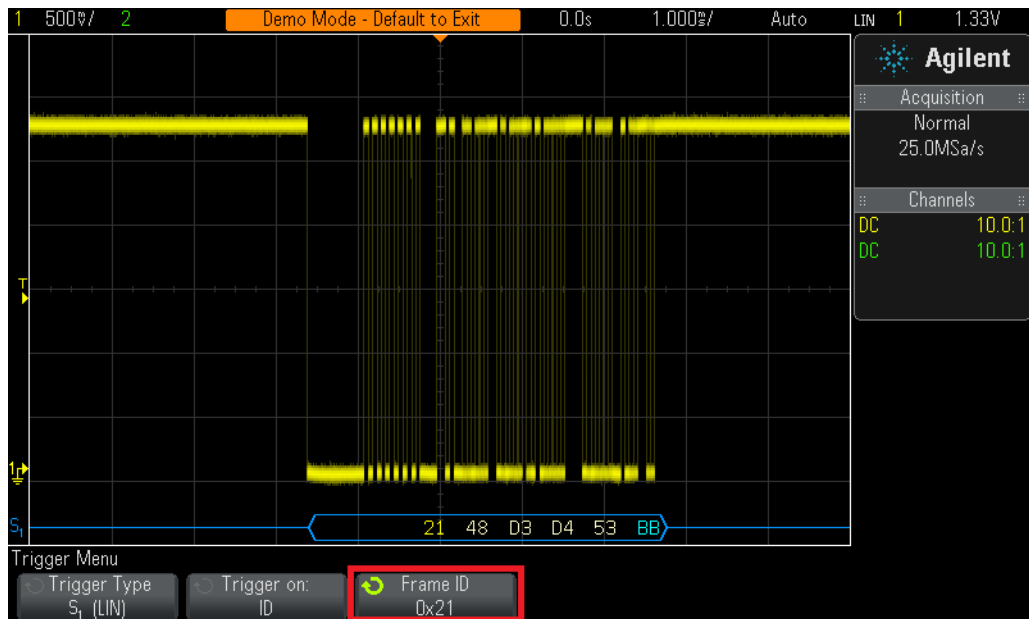 1 500mV/ 2 Demo Mode - Default to Exit 0.0s 1.000ms/ Auto LIN 1 1.33V
Agilent
Acquisition
Normal
25.0MSa/s
Channels
DC 10.0:1
DC 10.0:1
T
1
S1 21 48 D3 D4 53 BB
Trigger Menu
Trigger Type Trigger on: Frame ID
S1 (LIN) ID 0x21